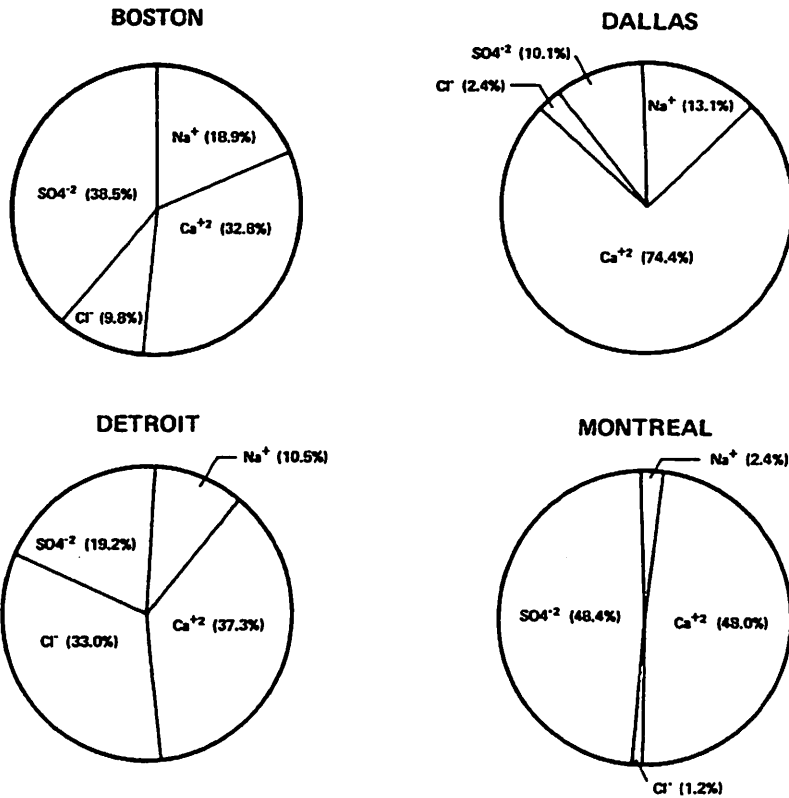 BOSTON
Na+ (18.9%)
SO4-2 (38.5%)
Ca+2 (32.8%)
Cl- (9.8%)
DALLAS
SO4-2 (10.1%)
Cl- (2.4%)
Na+ (13.1%)
Ca+2 (74.4%)
DETROIT
Na+ (10.5%)
SO4-2 (19.2%)
Ca+2 (37.3%)
Cl- (33.0%)
MONTREAL
Na+ (2.4%)
SO4-2 (48.4%)
Ca+2 (48.0%)
Cl- (1.2%)